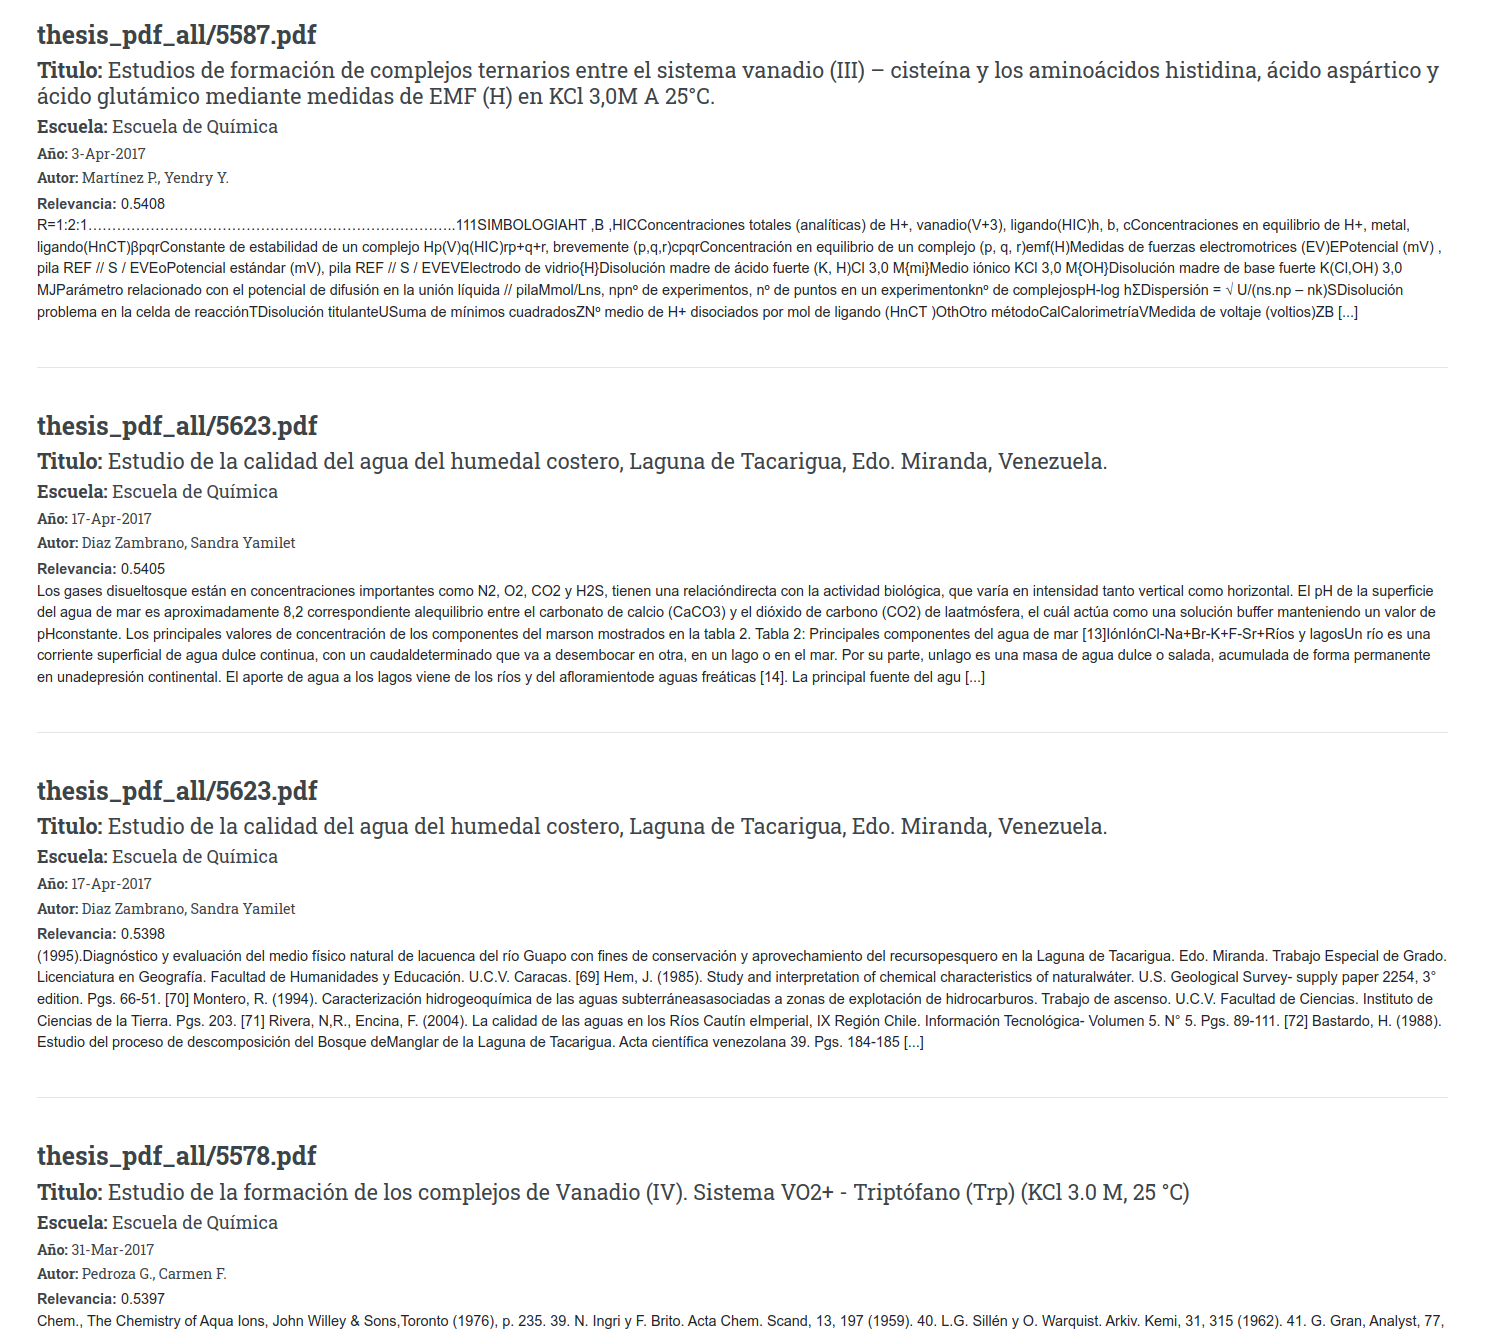 thesis_pdf_all/5587.pdf
Titulo: Estudios de formación de complejos ternarios entre el sistema vanadio (III) – cisteína y los aminoácidos histidina, ácido aspártico y
ácido glutámico mediante medidas de EMF (H) en KCl 3,0M A 25°C.
Escuela: Escuela de Química
Año: 3-Apr-2017
Autor: Martínez P., Yendry Y.
Relevancia: 0.5408
R=1:2:1…………………………………………………………………..111SIMBOLOGIAHT ,B ,HICConcentraciones totales (analíticas) de H+, vanadio(V+3), ligando(HIC)h, b, cConcentraciones en equilibrio de H+, metal,
ligando(HnCT)βpqrConstante de estabilidad de un complejo Hp(V)q(HIC)rp+q+r, brevemente (p,q,r)cpqrConcentración en equilibrio de un complejo (p, q, r)emf(H)Medidas de fuerzas electromotrices (EV)EPotencial (mV) ,
pila REF // S / EVEoPotencial estándar (mV), pila REF // S / EVEVElectrodo de vidrio{H}Disolución madre de ácido fuerte (K, H)Cl 3,0 M{mi}Medio iónico KCl 3,0 M{OH}Disolución madre de base fuerte K(Cl,OH) 3,0
MJParámetro relacionado con el potencial de difusión en la unión líquida // pilaMmol/Lns, npnº de experimentos, nº de puntos en un experimentonknº de complejospH-log hΣDispersión = √ U/(ns.np – nk)SDisolución
problema en la celda de reacciónTDisolución titulanteUSuma de mínimos cuadradosZNº medio de H+ disociados por mol de ligando (HnCT )OthOtro métodoCalCalorimetríaVMedida de voltaje (voltios)ZB [...]
thesis_pdf_all/5623.pdf
Titulo: Estudio de la calidad del agua del humedal costero, Laguna de Tacarigua, Edo. Miranda, Venezuela.
Escuela: Escuela de Química
Año: 17-Apr-2017
Autor: Diaz Zambrano, Sandra Yamilet
Relevancia: 0.5405
Los gases disueltosque están en concentraciones importantes como N2, O2, CO2 y H2S, tienen una relacióndirecta con la actividad biológica, que varía en intensidad tanto vertical como horizontal. El pH de la superficie
del agua de mar es aproximadamente 8,2 correspondiente alequilibrio entre el carbonato de calcio (CaCO3) y el dióxido de carbono (CO2) de laatmósfera, el cuál actúa como una solución buffer manteniendo un valor de
pHconstante. Los principales valores de concentración de los componentes del marson mostrados en la tabla 2. Tabla 2: Principales componentes del agua de mar [13]IónIónCl-Na+Br-K+F-Sr+Ríos y lagosUn río es una
corriente superficial de agua dulce continua, con un caudaldeterminado que va a desembocar en otra, en un lago o en el mar. Por su parte, unlago es una masa de agua dulce o salada, acumulada de forma permanente
en unadepresión continental. El aporte de agua a los lagos viene de los ríos y del afloramientode aguas freáticas [14]. La principal fuente del agu [...]
thesis_pdf_all/5623.pdf
Titulo: Estudio de la calidad del agua del humedal costero, Laguna de Tacarigua, Edo. Miranda, Venezuela.
Escuela: Escuela de Química
Año: 17-Apr-2017
Autor: Diaz Zambrano, Sandra Yamilet
Relevancia: 0.5398
(1995).Diagnóstico y evaluación del medio físico natural de lacuenca del río Guapo con fines de conservación y aprovechamiento del recursopesquero en la Laguna de Tacarigua. Edo. Miranda. Trabajo Especial de Grado.
Licenciatura en Geografía. Facultad de Humanidades y Educación. U.C.V. Caracas. [69] Hem, J. (1985). Study and interpretation of chemical characteristics of naturalwáter. U.S. Geological Survey- supply paper 2254, 3°
edition. Pgs. 66-51. [70] Montero, R. (1994). Caracterización hidrogeoquímica de las aguas subterráneasasociadas a zonas de explotación de hidrocarburos. Trabajo de ascenso. U.C.V. Facultad de Ciencias. Instituto de
Ciencias de la Tierra. Pgs. 203. [71] Rivera, N,R., Encina, F. (2004). La calidad de las aguas en los Ríos Cautín eImperial, IX Región Chile. Información Tecnológica- Volumen 5. N° 5. Pgs. 89-111. [72] Bastardo, H. (1988).
Estudio del proceso de descomposición del Bosque deManglar de la Laguna de Tacarigua. Acta científica venezolana 39. Pgs. 184-185 [...]
thesis_pdf_all/5578.pdf
Titulo: Estudio de la formación de los complejos de Vanadio (IV). Sistema VO2+ - Triptófano (Trp) (KCl 3.0 M, 25 °C)
Escuela: Escuela de Química
Año: 31-Mar-2017
Autor: Pedroza G., Carmen F.
Relevancia: 0.5397
Chem., The Chemistry of Aqua Ions, John Willey & Sons,Toronto (1976), p. 235. 39. N. Ingri y F. Brito. Acta Chem. Scand, 13, 197 (1959). 40. L.G. Sillén y O. Warquist. Arkiv. Kemi, 31, 315 (1962). 41. G. Gran, Analyst, 77,